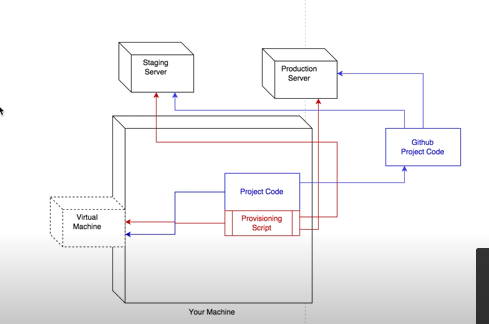 Staging
Server
Production
Server
Github
Project Code
Project Code
Provisioning
Script
Virtual
Machine
Your Machine